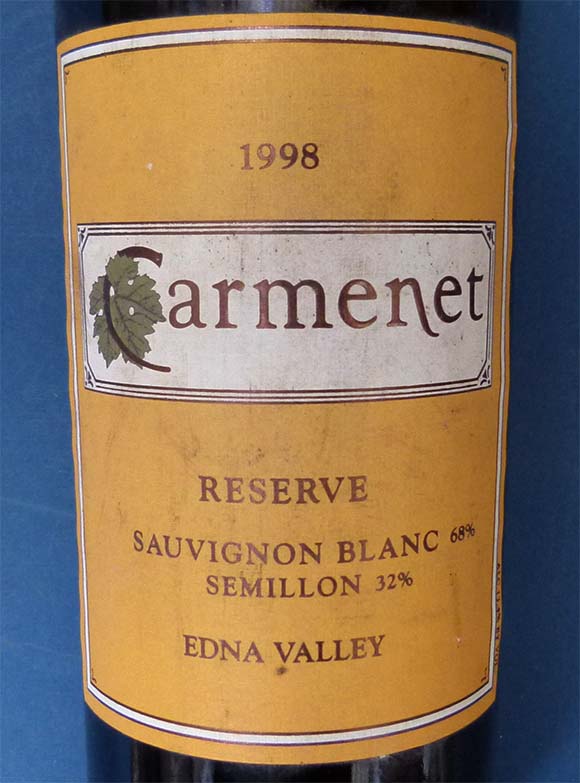 1998
Carmenet
RESERVE
SAUVIGNON BLANC 68%
SEMILLON 32%
EDNA VALLEY